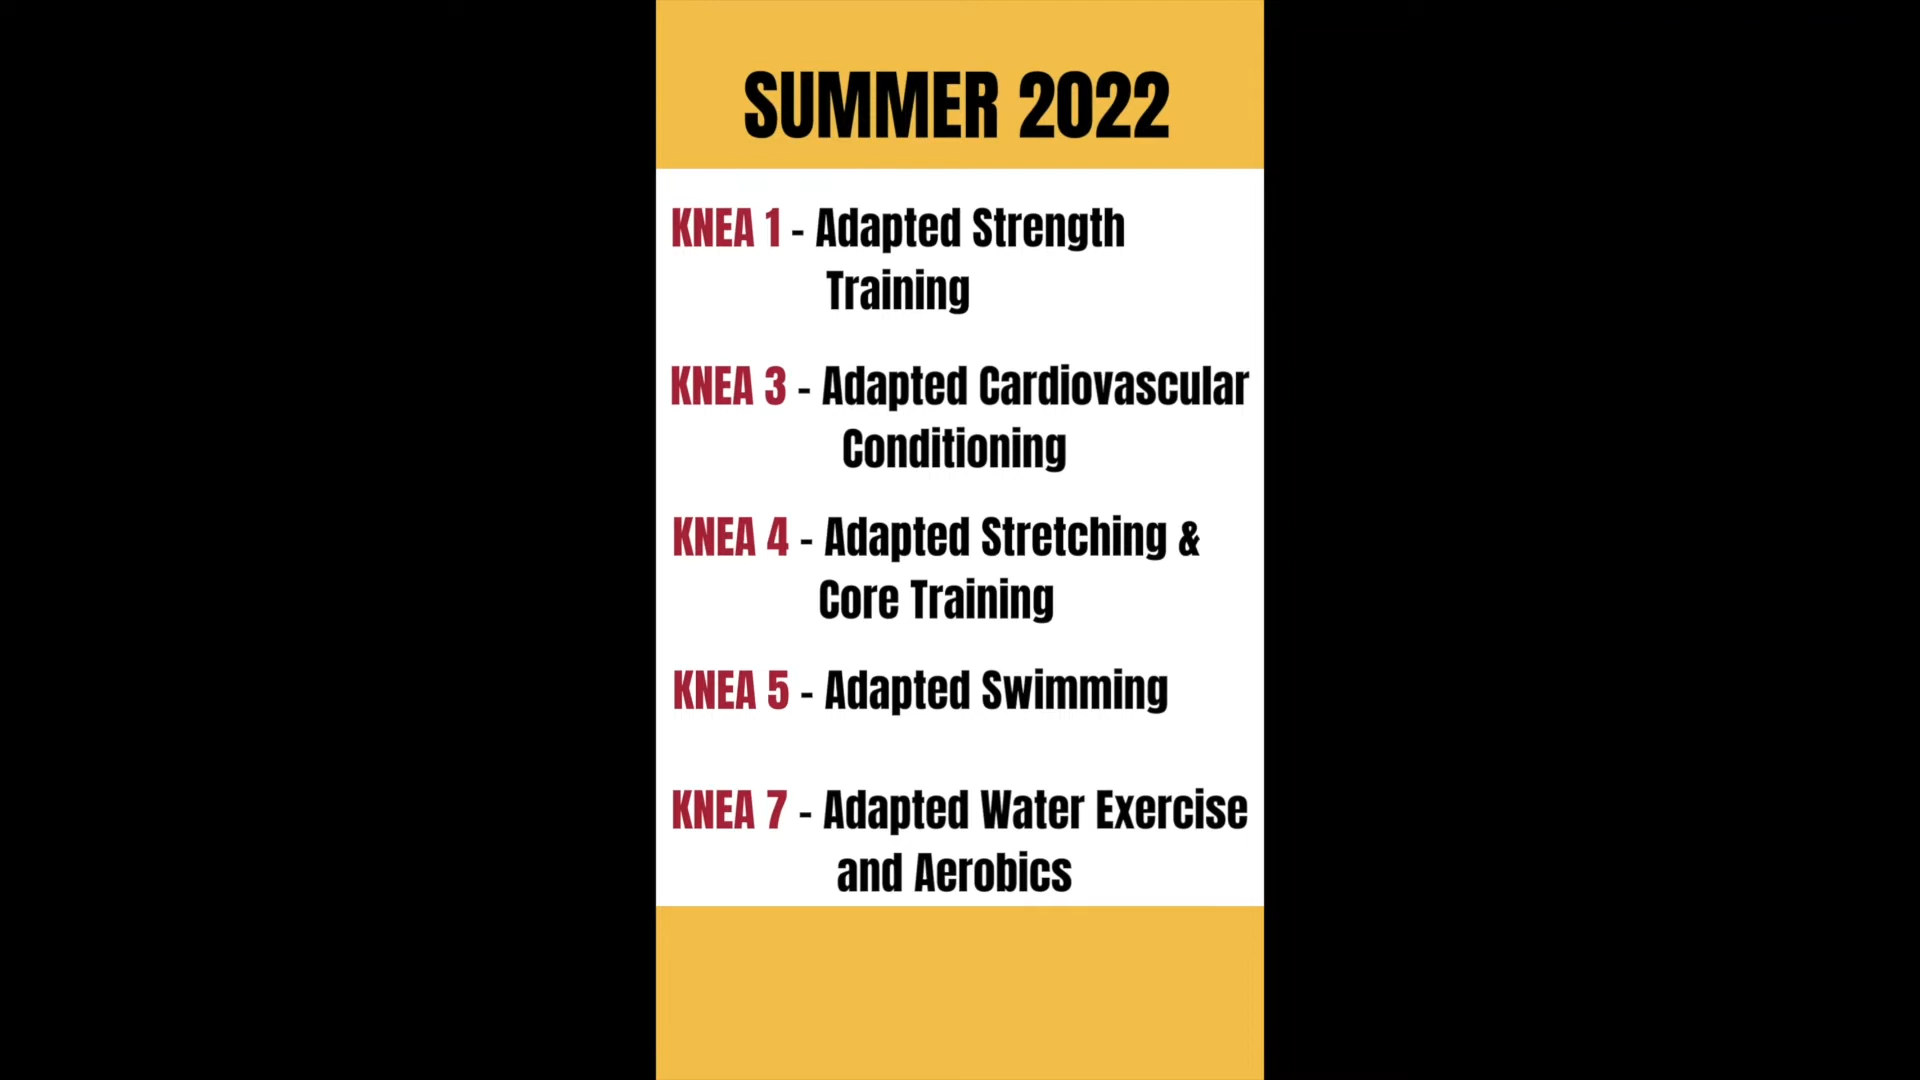 SUMMER 2022
KNEA 1 - Adapted Strength
Training
KNEA 3 - Adapted Cardiovascular
Conditioning
KNEA 4 - Adapted Stretching &
Core Training
KNEA 5 - Adapted Swimming
KNEA 7 - Adapted Water Exercise
and Aerobics